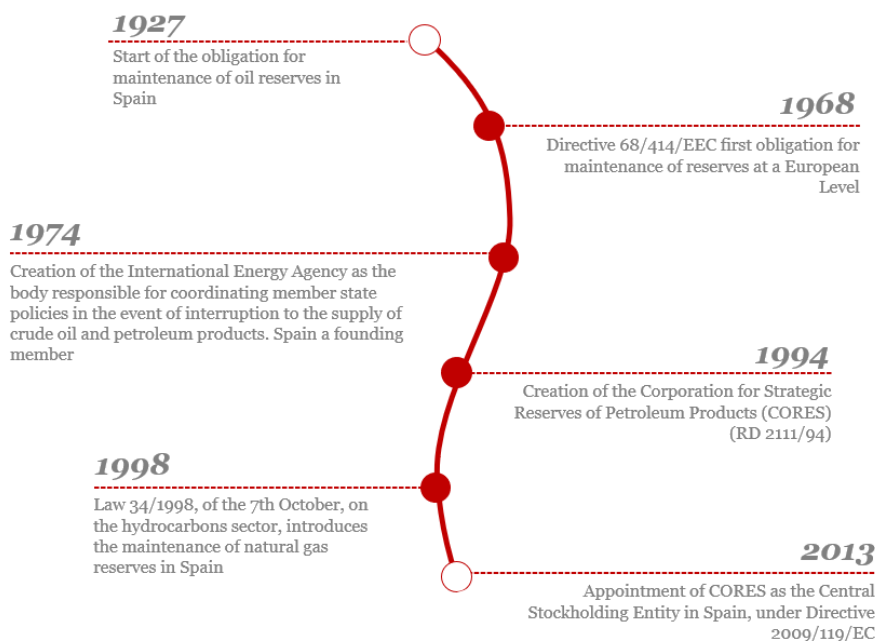 1927
Start of the obligation for
maintenance of oil reserves in
Spain
1968
Directive 68/414/EEC first obligation for
maintenance of reserves at a European
Level
1974
Creation of the International Energy Agency as the
body responsible for coordinating member state
policies in the event of interruption to the supply of
crude oil and petroleum products. Spain a founding
member
1994
Creation of the Corporation for Strategic
Reserves of Petroleum Products (CORES)
(RD 2111/94)
1998
Law 34/1998, of the 7th October, on
the hydrocarbons sector, introduces
the maintenance of natural gas
reserves in Spain
2013
Appointment of CORES as the Central
Stockholding Entity in Spain, under Directive
2009/119/EC